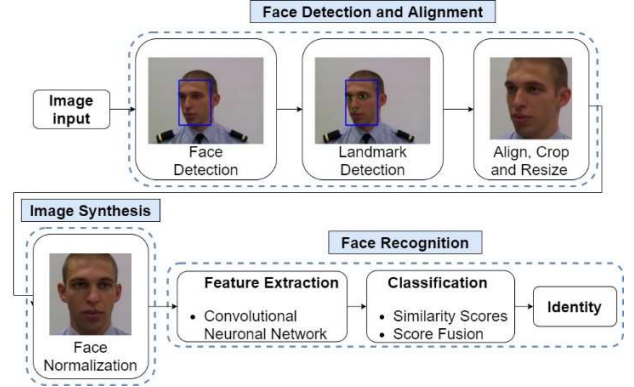 Face Detection and Alignment
Image
input
Face
Detection
Landmark
Detection
Align, Crop
and Resize
Image Synthesis
Face
Normalization
Face Recognition
Feature Extraction
• Convolutional
Neuronal Network
Classification
• Similarity Scores
• Score Fusion
Identity